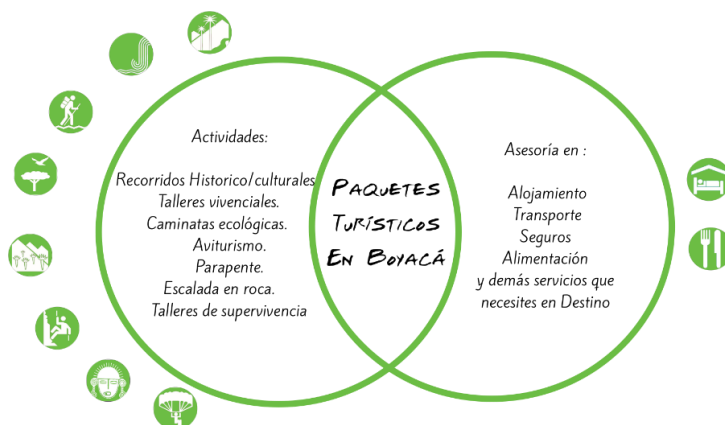 Actividades:
Recorridos Historico/culturales
Talleres vivenciales.
Caminatas ecológicas.
Aviturismo.
Parapente.
Escalada en roca.
Talleres de supervivencia
PAQUETES
TURÍSTICOS
EN BOYACÁ
Asesoría en :
Alojamiento
Transporte
Seguros
Alimentación
y demás servicios que
necesites en Destino